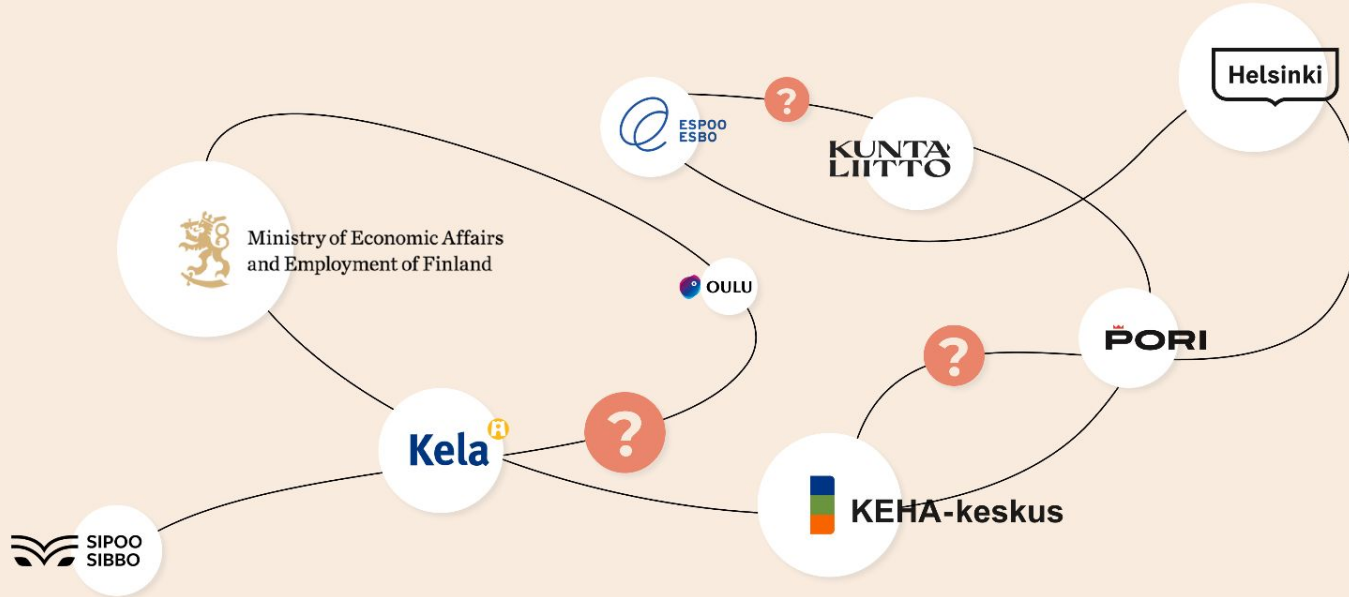 Helsinki
?
ESPOO
ESBO
KUNTA
LIITTO
Ministry of Economic Affairs
and Employment of Finland
OULU
PORI
?
?
Kela
KEHA-keskus
SIPOO
SIBBO